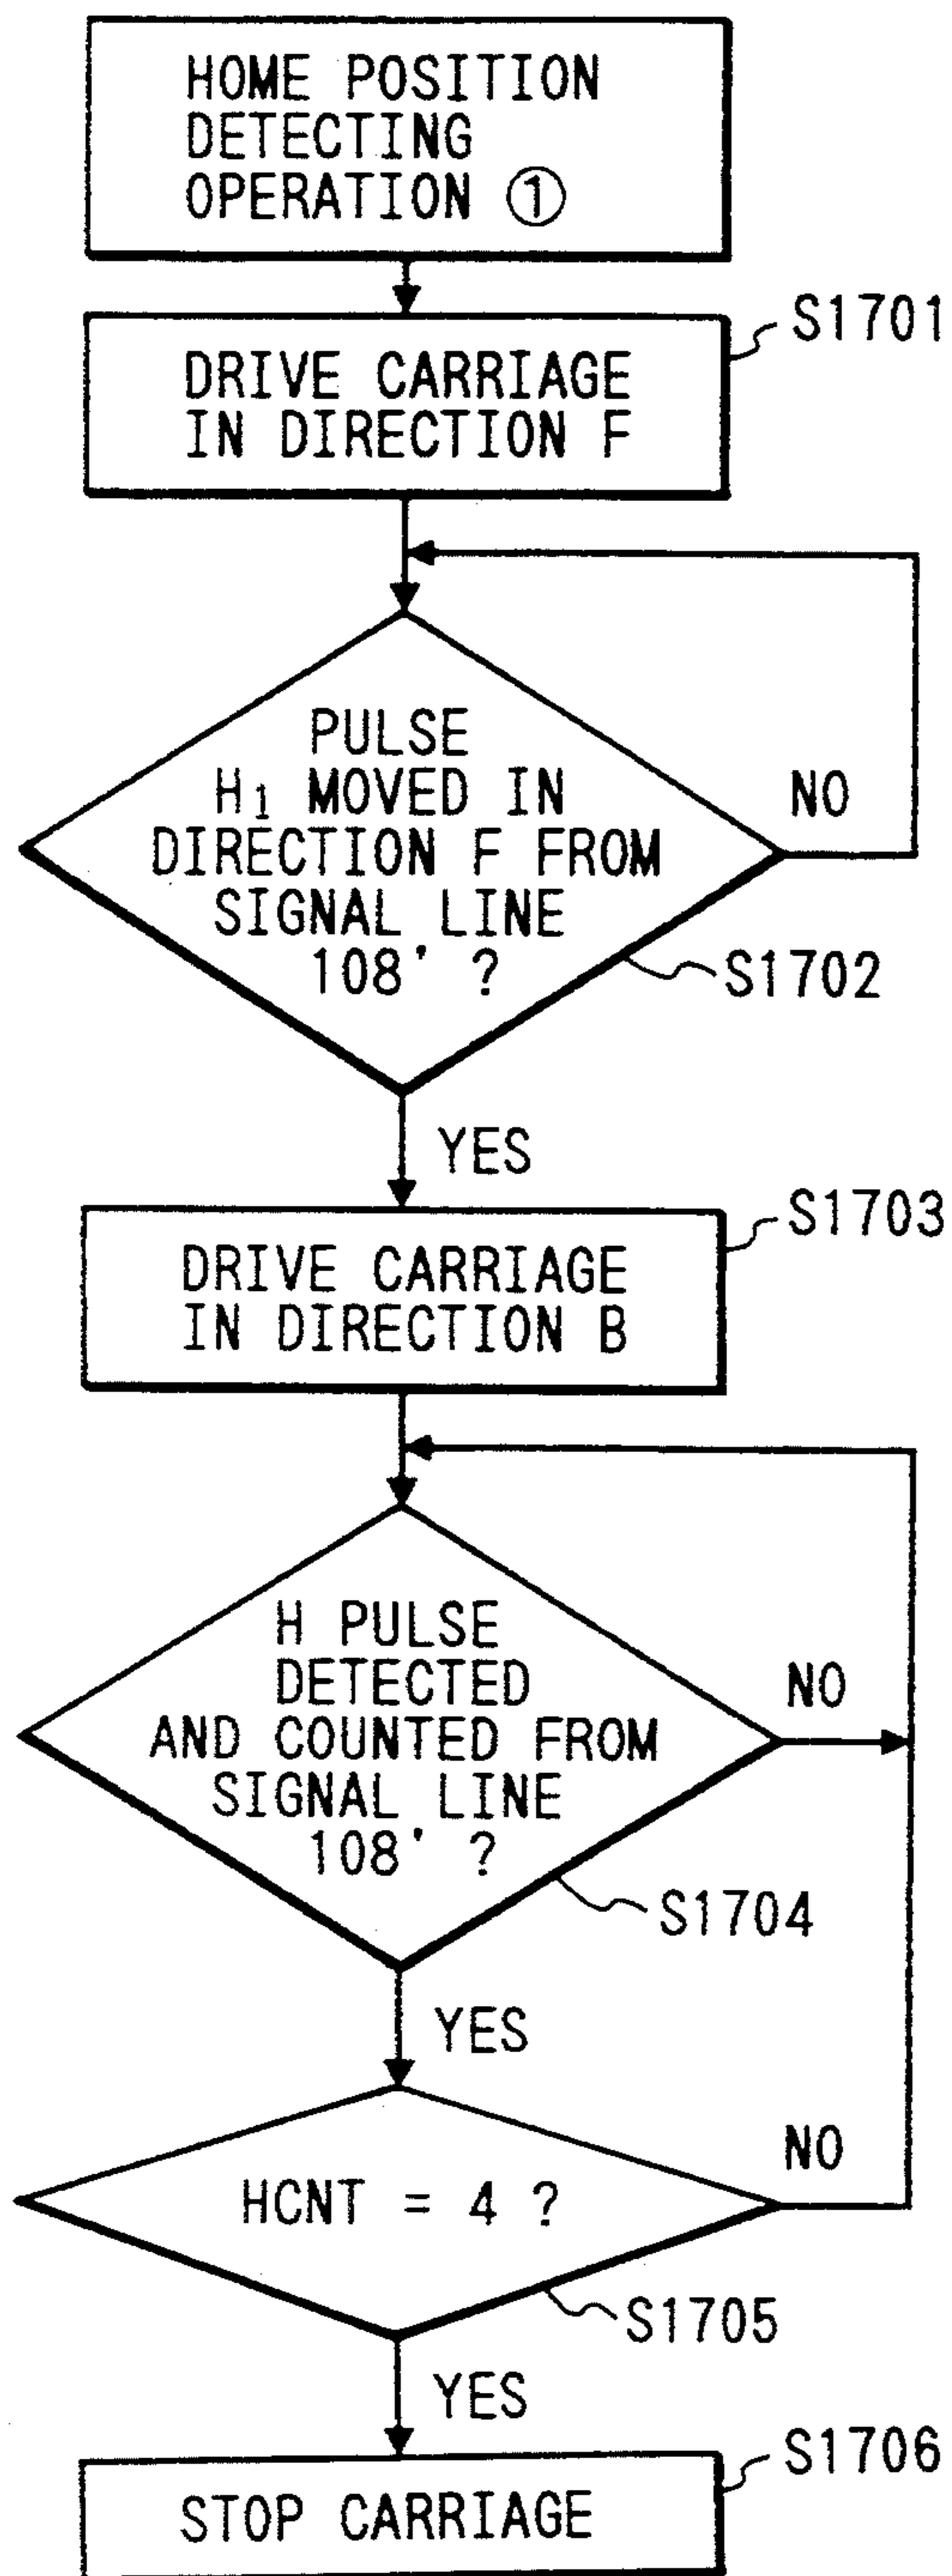 HOME POSITION
DETECTING
OPERATION ①
S1701
DRIVE CARRIAGE
IN DIRECTION F
PULSE
H₁ MOVED IN
DIRECTION F FROM
SIGNAL LINE
108' ?
NO
S1702
YES
S1703
DRIVE CARRIAGE
IN DIRECTION B
H PULSE
DETECTED
AND COUNTED FROM
SIGNAL LINE
108' ?
NO
S1704
YES
HCNT = 4 ?
NO
S1705
YES
S1706
STOP CARRIAGE